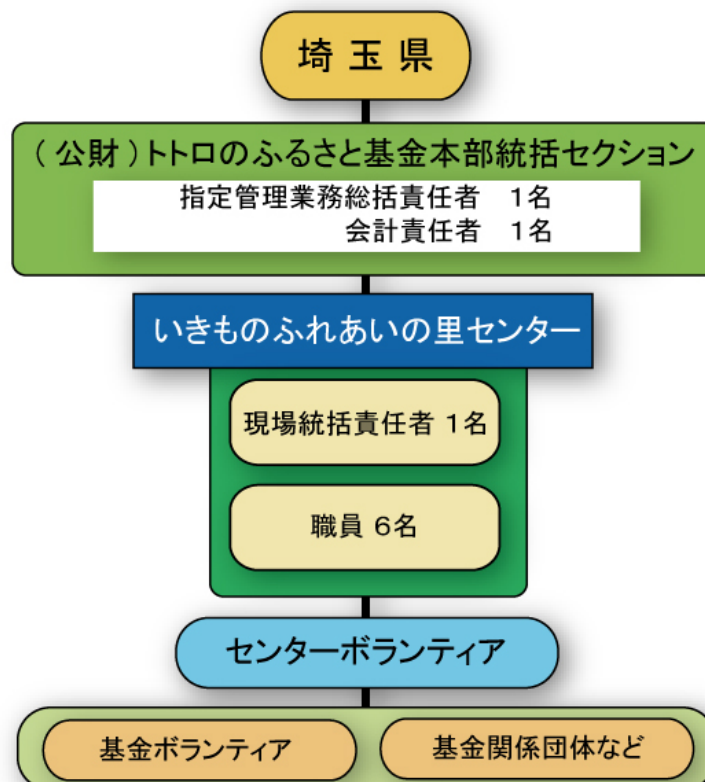 埼玉県
（公財）トトロのふるさと基金本部統括セクション
指定管理業務総括責任者　１名
会計責任者　１名
いきものふれあいの里センター
現場統括責任者 １名
職員 ６名
センターボランティア
基金ボランティア
基金関係団体など